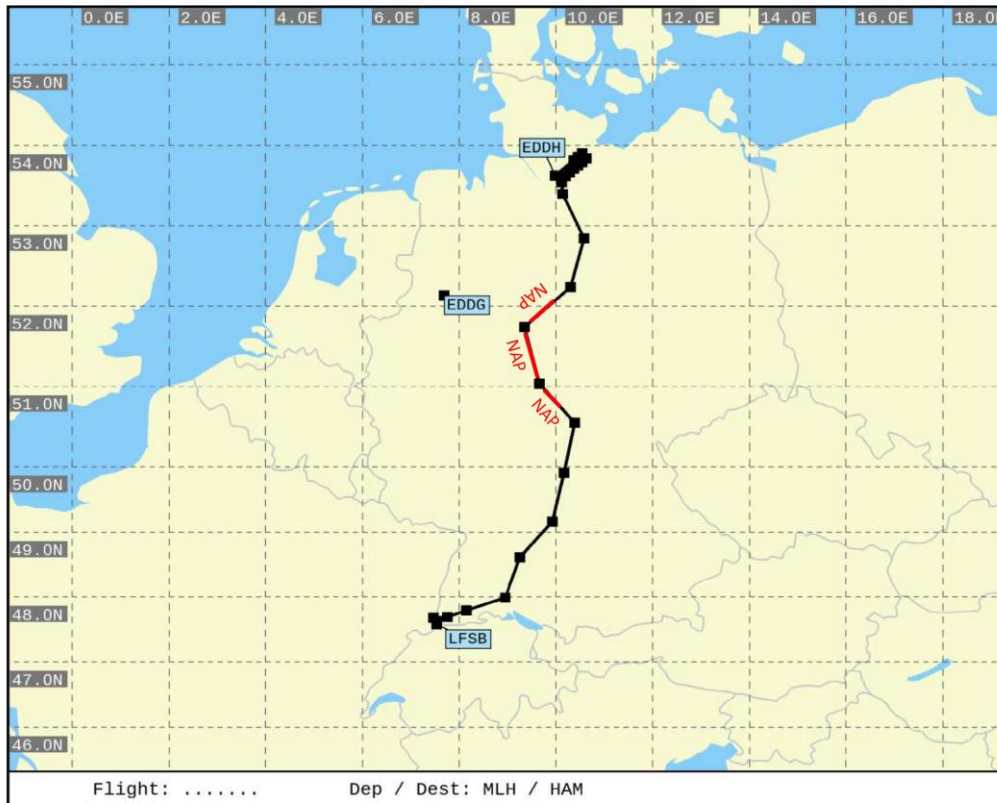 0.0E 2.0E 4.0E 6.0E 8.0E 10.0E 12.0E 14.0E 16.0E 18.0E
55.0N
EDDH
54.0N
53.0N
NAP
EDDG
52.0N
NAP
51.0N
NAP
50.0N
49.0N
48.0N
LFSB
47.0N
46.0N
Flight: ....... Dep / Dest: MLH / HAM